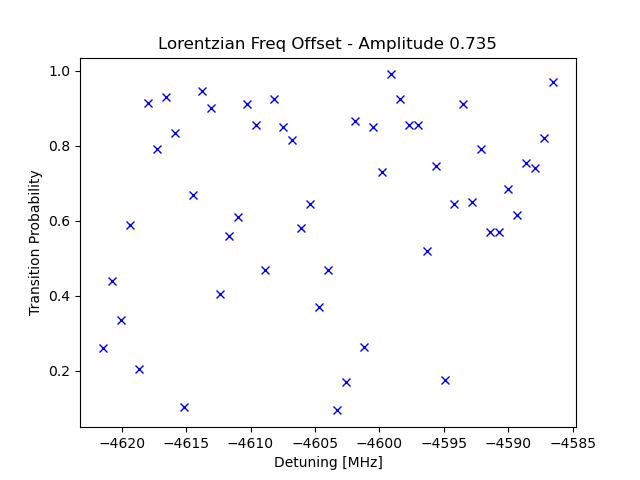 Lorentzian Freq Offset - Amplitude 0.735
1.0
0.8
0.6
0.4
0.2
Transition Probability
−4620 −4615 −4610 −4605 −4600 −4595 −4590 −4585
Detuning [MHz]